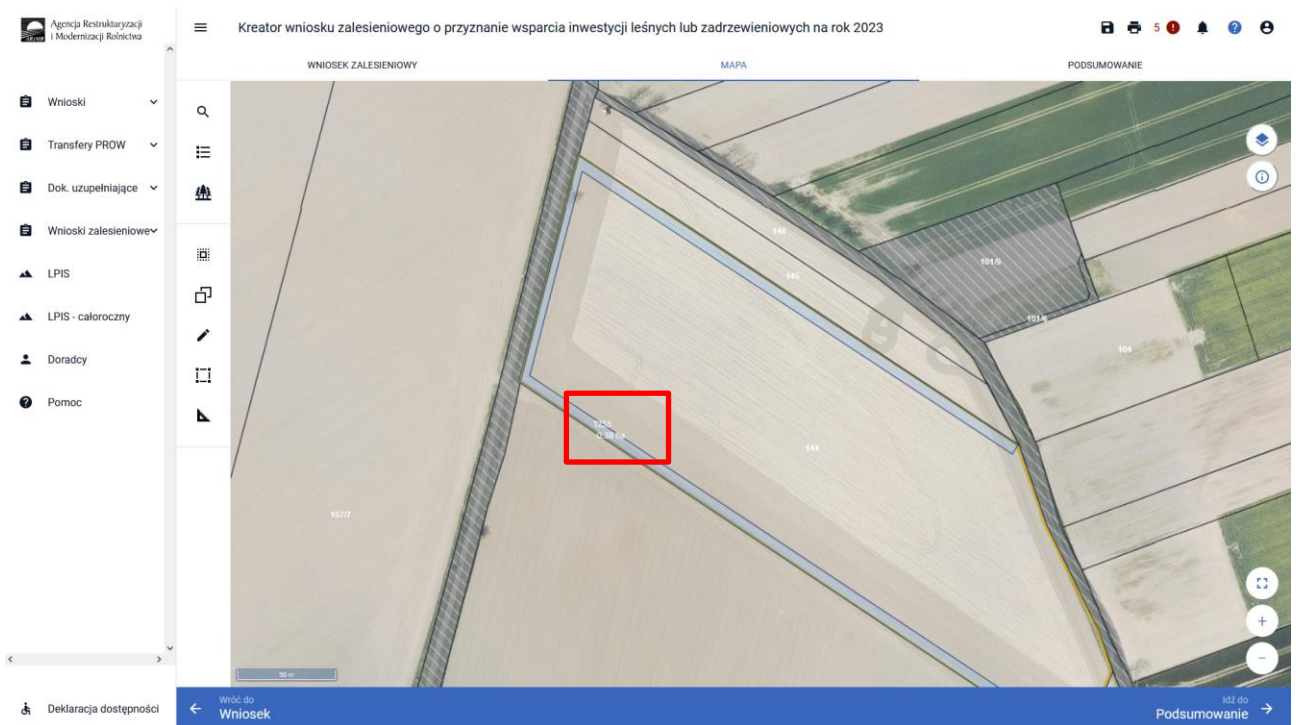 Agencja Restrukturyzacji
i Modernizacji Rolnictwa
Kreator wniosku zalesieniowego o przyznanie wsparcia inwestycji leśnych lub zadrzewieniowych na rok 2023
5
WNIOSEK ZALESIENIOWY
MAPA
PODSUMOWANIE
Wnioski
Transfery PROW
Dok. uzupełniające
Wnioski zalesieniowe
LPIS
LPIS - całoroczny
Doradcy
Pomoc
146
145
101/5
101/6
104
144
157/7
50 m
Deklaracja dostępności
Wróć do
Wniosek
Idź do
Podsumowanie